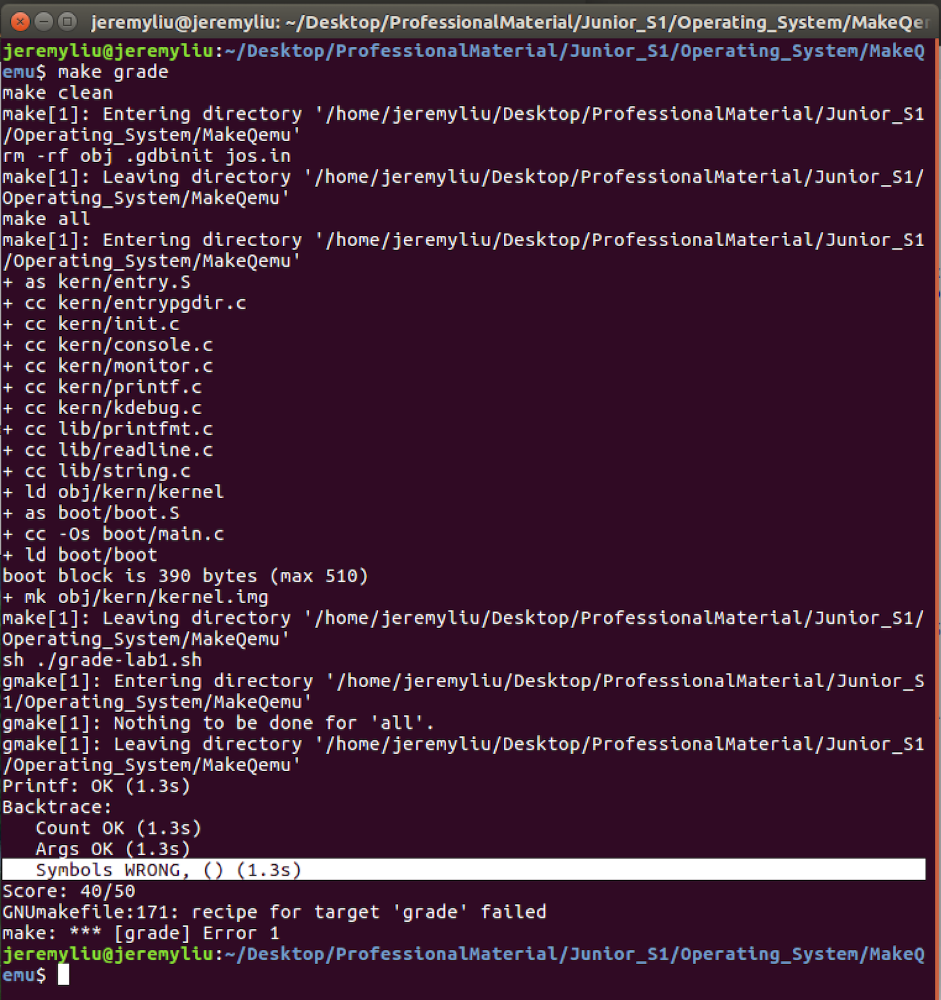 jeremyliu@jeremyliu: ~/Desktop/ProfessionalMaterial/Junior_S1/Operating_System/MakeQer
jeremyliu@jeremyliu:~/Desktop/ProfessionalMaterial/Junior_S1/Operating_System/MakeQ
emu$ make grade
make clean
make[1]: Entering directory '/home/jeremyliu/Desktop/ProfessionalMaterial/Junior_S1
/Operating_System/MakeQemu'
rm -rf obj .gdbinit jos.in
make[1]: Leaving directory '/home/jeremyliu/Desktop/ProfessionalMaterial/Junior_S1/
Operating_System/MakeQemu'
make all
make[1]: Entering directory '/home/jeremyliu/Desktop/ProfessionalMaterial/Junior_S1
/Operating_System/MakeQemu'
+ as kern/entry.S
+ cc kern/entrypgdir.c
+ cc kern/init.c
+ cc kern/console.c
+ cc kern/monitor.c
+ cc kern/printf.c
+ cc kern/kdebug.c
+ cc lib/printfmt.c
+ cc lib/readline.c
+ cc lib/string.c
+ ld obj/kern/kernel
+ as boot/boot.S
+ cc -Os boot/main.c
+ ld boot/boot
boot block is 390 bytes (max 510)
+ mk obj/kern/kernel.img
make[1]: Leaving directory '/home/jeremyliu/Desktop/ProfessionalMaterial/Junior_S1/
Operating_System/MakeQemu'
sh ./grade-lab1.sh
gmake[1]: Entering directory '/home/jeremyliu/Desktop/ProfessionalMaterial/Junior_S
1/Operating_System/MakeQemu'
gmake[1]: Nothing to be done for 'all'.
gmake[1]: Leaving directory '/home/jeremyliu/Desktop/ProfessionalMaterial/Junior_S1
/Operating_System/MakeQemu'
Printf: OK (1.3s)
Backtrace:
   Count OK (1.3s)
   Args OK (1.3s)
   Symbols WRONG, () (1.3s)
Score: 40/50
GNUmakefile:171: recipe for target 'grade' failed
make: *** [grade] Error 1
jeremyliu@jeremyliu:~/Desktop/ProfessionalMaterial/Junior_S1/Operating_System/MakeQ
emu$